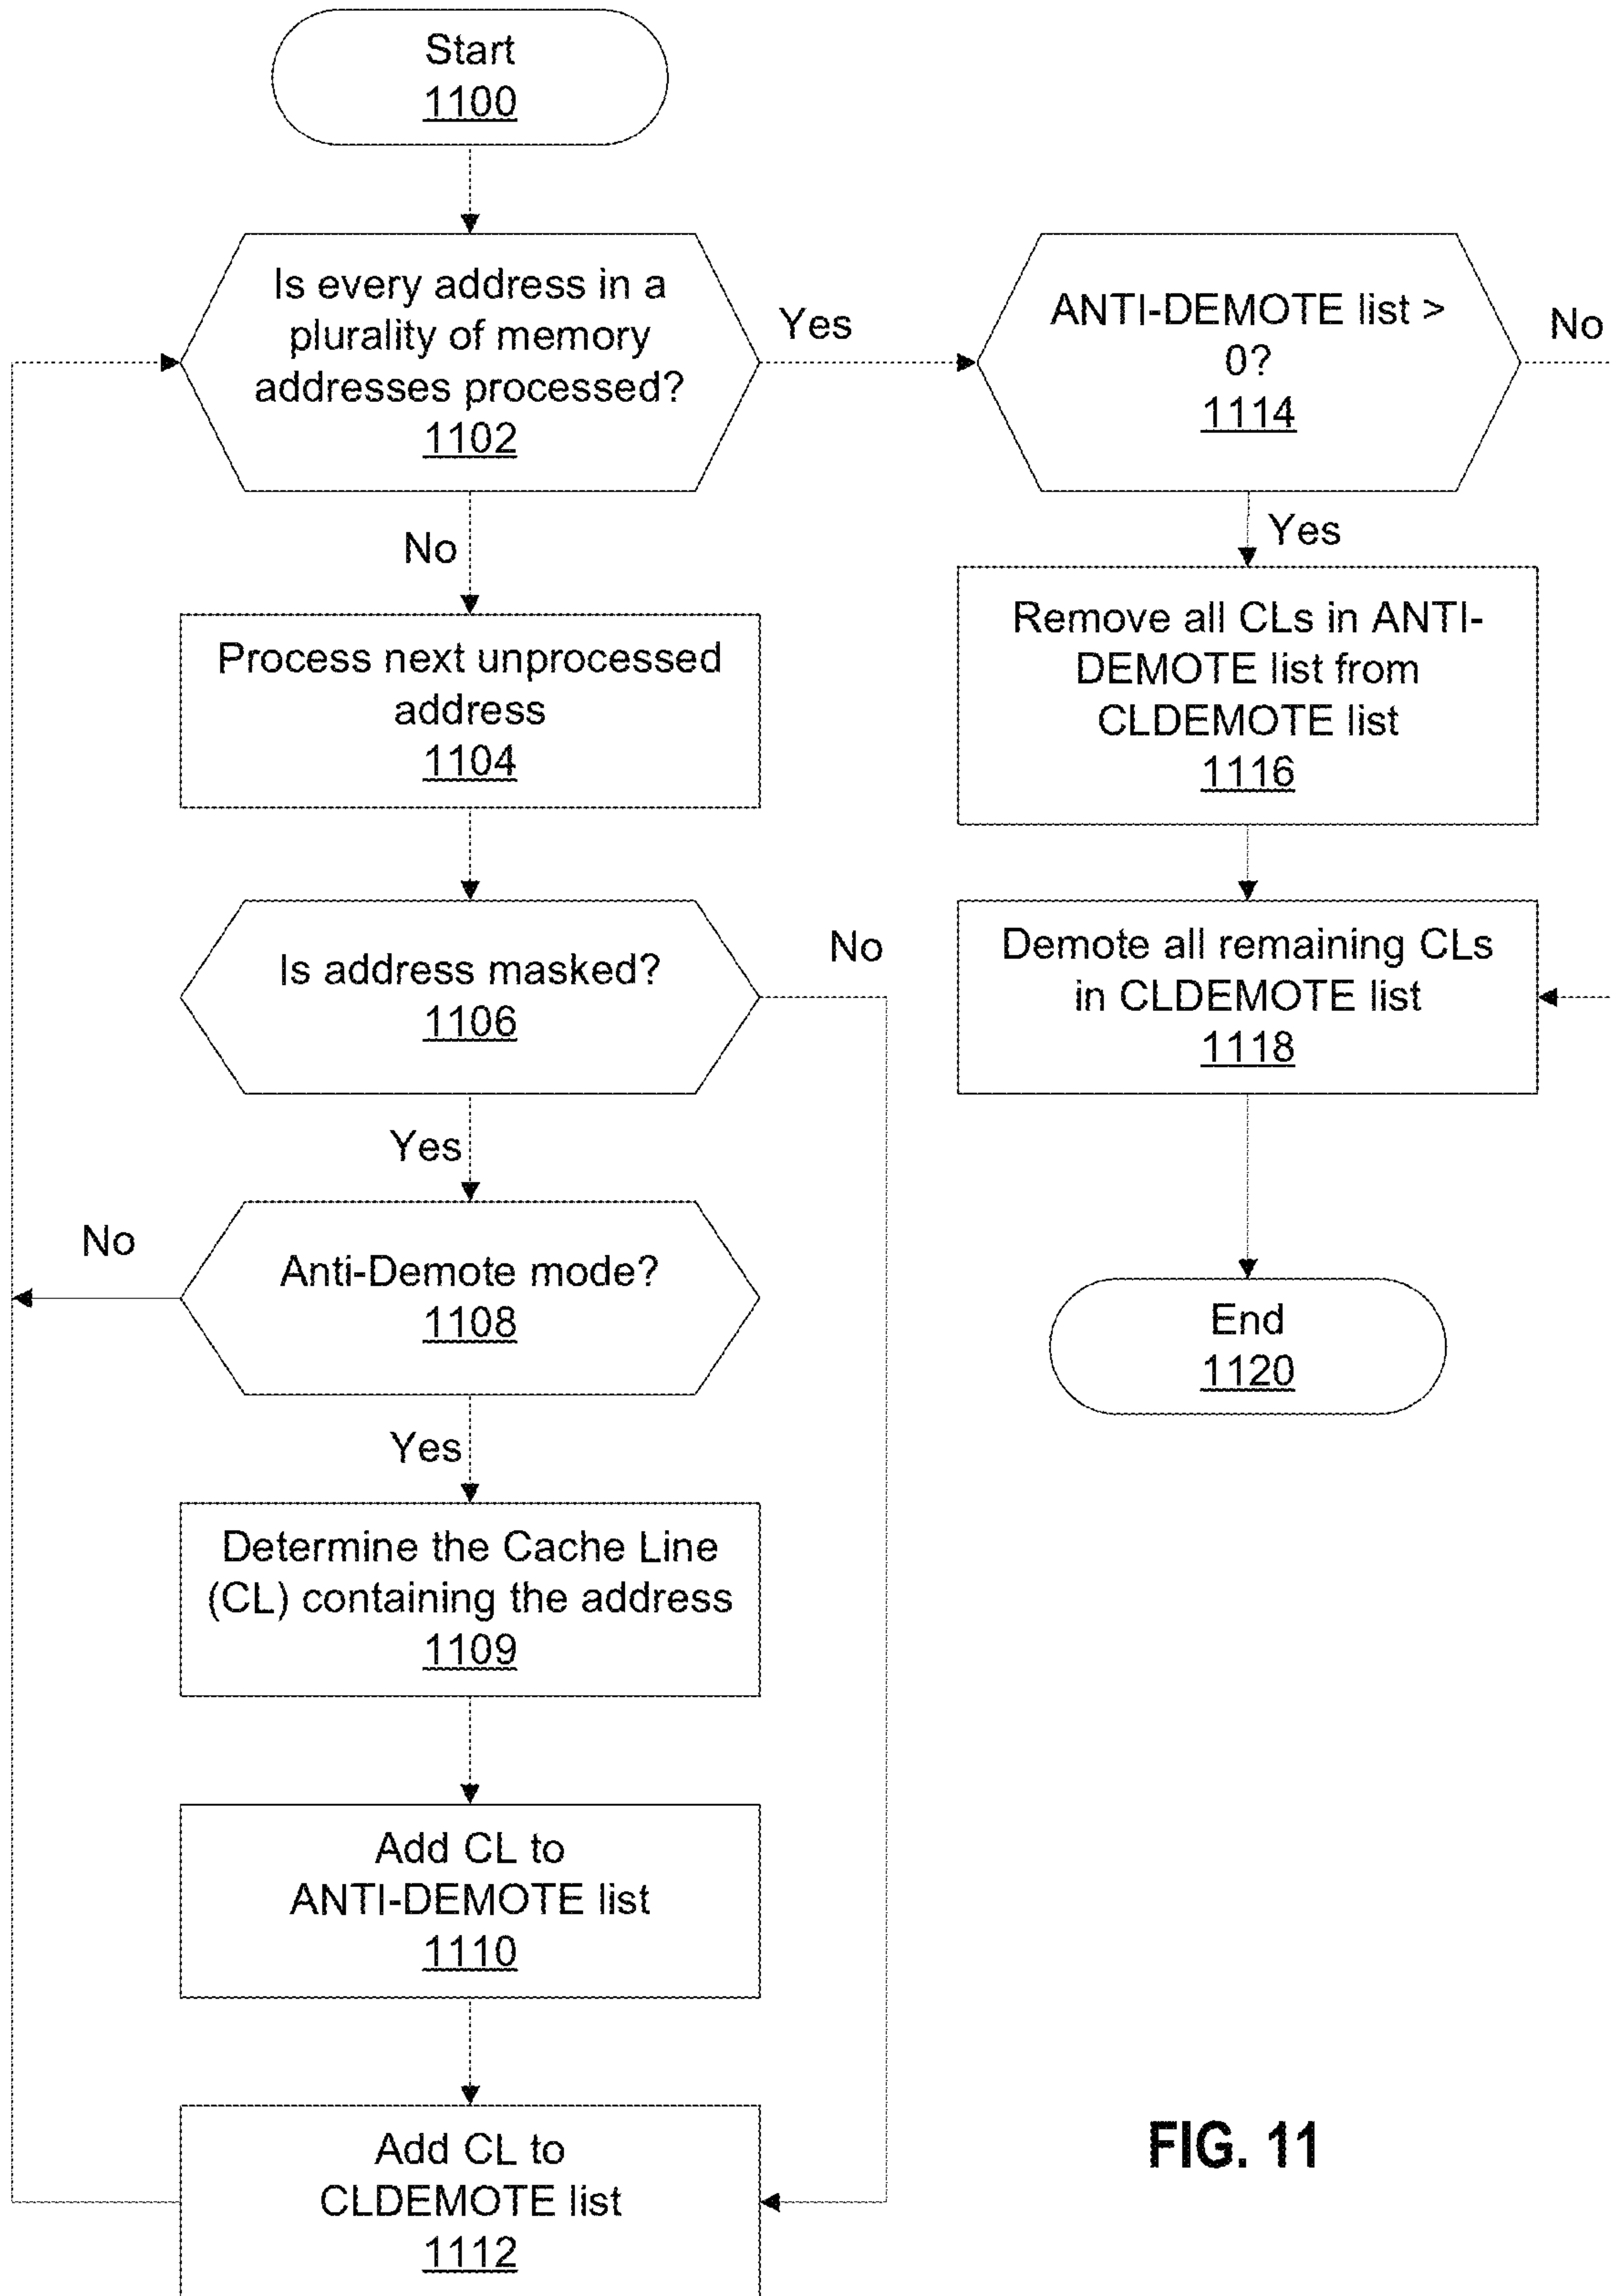 Start
1100
Is every address in a
plurality of memory
addresses processed?
1102
Yes
ANTI-DEMOTE list >
0?
1114
No
No
Yes
Process next unprocessed
address
1104
Remove all CLs in ANTI-
DEMOTE list from
CLDEMOTE list
1116
Is address masked?
1106
No
Demote all remaining CLs
in CLDEMOTE list
1118
Yes
No
Anti-Demote mode?
1108
End
1120
Yes
Determine the Cache Line
(CL) containing the address
1109
Add CL to
ANTI-DEMOTE list
1110
Add CL to
CLDEMOTE list
1112
FIG. 11